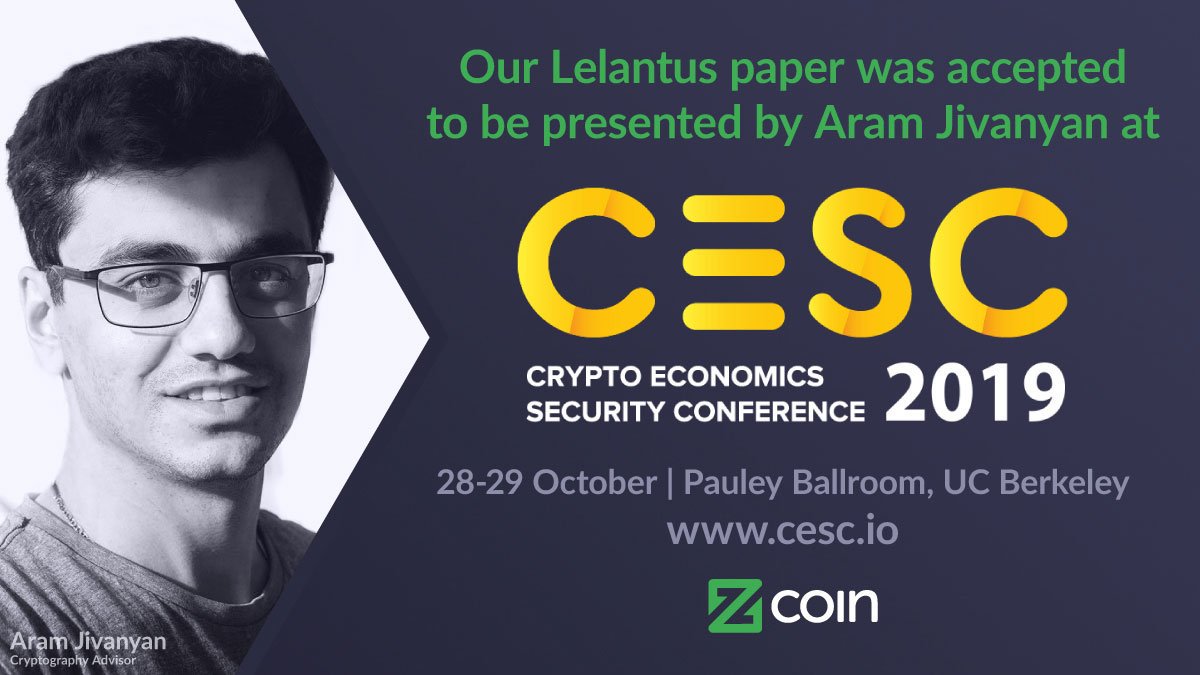 Our Lelantus paper was accepted
to be presented by Aram Jivanyan at
CESC
CRYPTO ECONOMICS
SECURITY CONFERENCE 2019
28-29 October | Pauley Ballroom, UC Berkeley
www.cesc.io
Zcoin
Aram Jivanyan
Cryptography Advisor